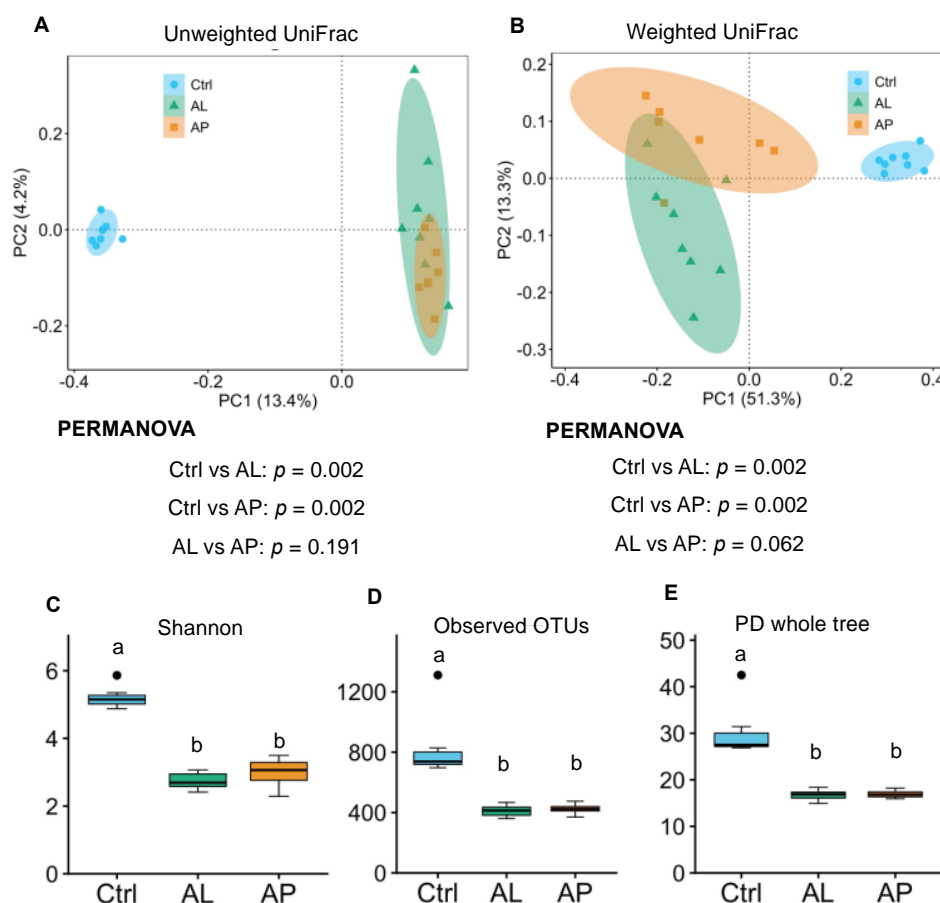 A
Unweighted UniFrac
Ctrl
AL
AP
0.2
0.0
-0.2
PC2 (4.2%)
-0.4
-0.2
0.0
PC1 (13.4%)
PERMANOVA
Ctrl vs AL: p = 0.002
Ctrl vs AP: p = 0.002
AL vs AP: p = 0.191
B
Weighted UniFrac
Ctrl
AL
AP
0.2
0.1
0.0
-0.1
-0.2
-0.3
PC2 (13.3%)
-0.4
-0.2
0.0
0.2
0.4
PC1 (51.3%)
PERMANOVA
Ctrl vs AL: p = 0.002
Ctrl vs AP: p = 0.002
AL vs AP: p = 0.062
C
Shannon
a
b
b
6
4
2
0
Ctrl
AL
AP
D
Observed OTUs
a
b
b
1200
800
400
0
Ctrl
AL
AP
E
PD whole tree
a
b
b
50
40
30
20
10
0
Ctrl
AL
AP